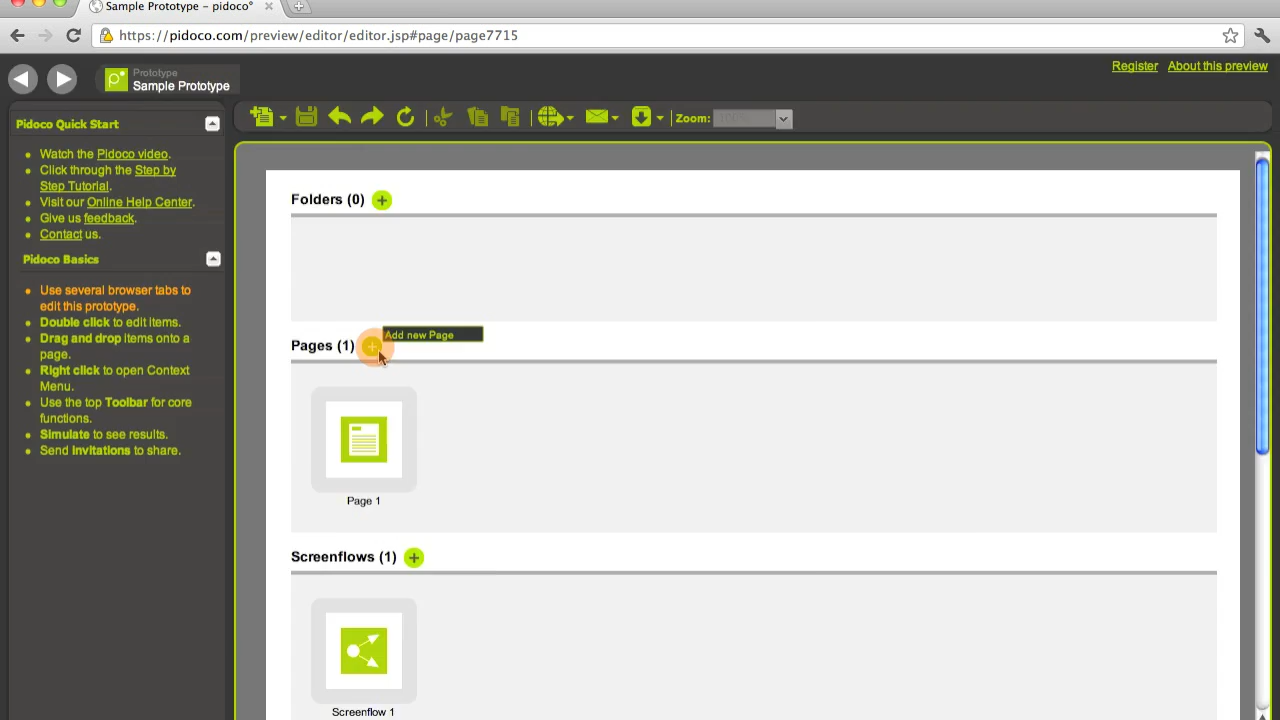 Sample Prototype – pidoco°
https://pidoco.com/preview/editor/editor.jsp#page/page7715
Register About this preview
Prototype
Sample Prototype
Zoom:
Pidoco Quick Start
Watch the Pidoco video.
Click through the Step by
Step Tutorial.
Visit our Online Help Center.
Give us feedback.
Contact us.
Pidoco Basics
Use several browser tabs to
edit this prototype.
Double click to edit items.
Drag and drop items onto a
page.
Right click to open Context
Menu.
Use the top Toolbar for core
functions.
Simulate to see results.
Send Invitations to share.
Folders (0)
Add new Page
Pages (1)
Page 1
Screenflows (1)
Screenflow 1